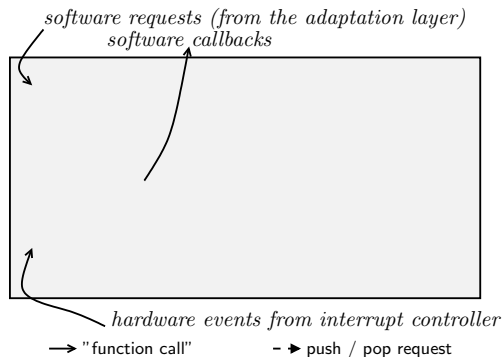 software requests (from the adaptation layer)
software callbacks
hardware events from interrupt controller
"function call"
push / pop request